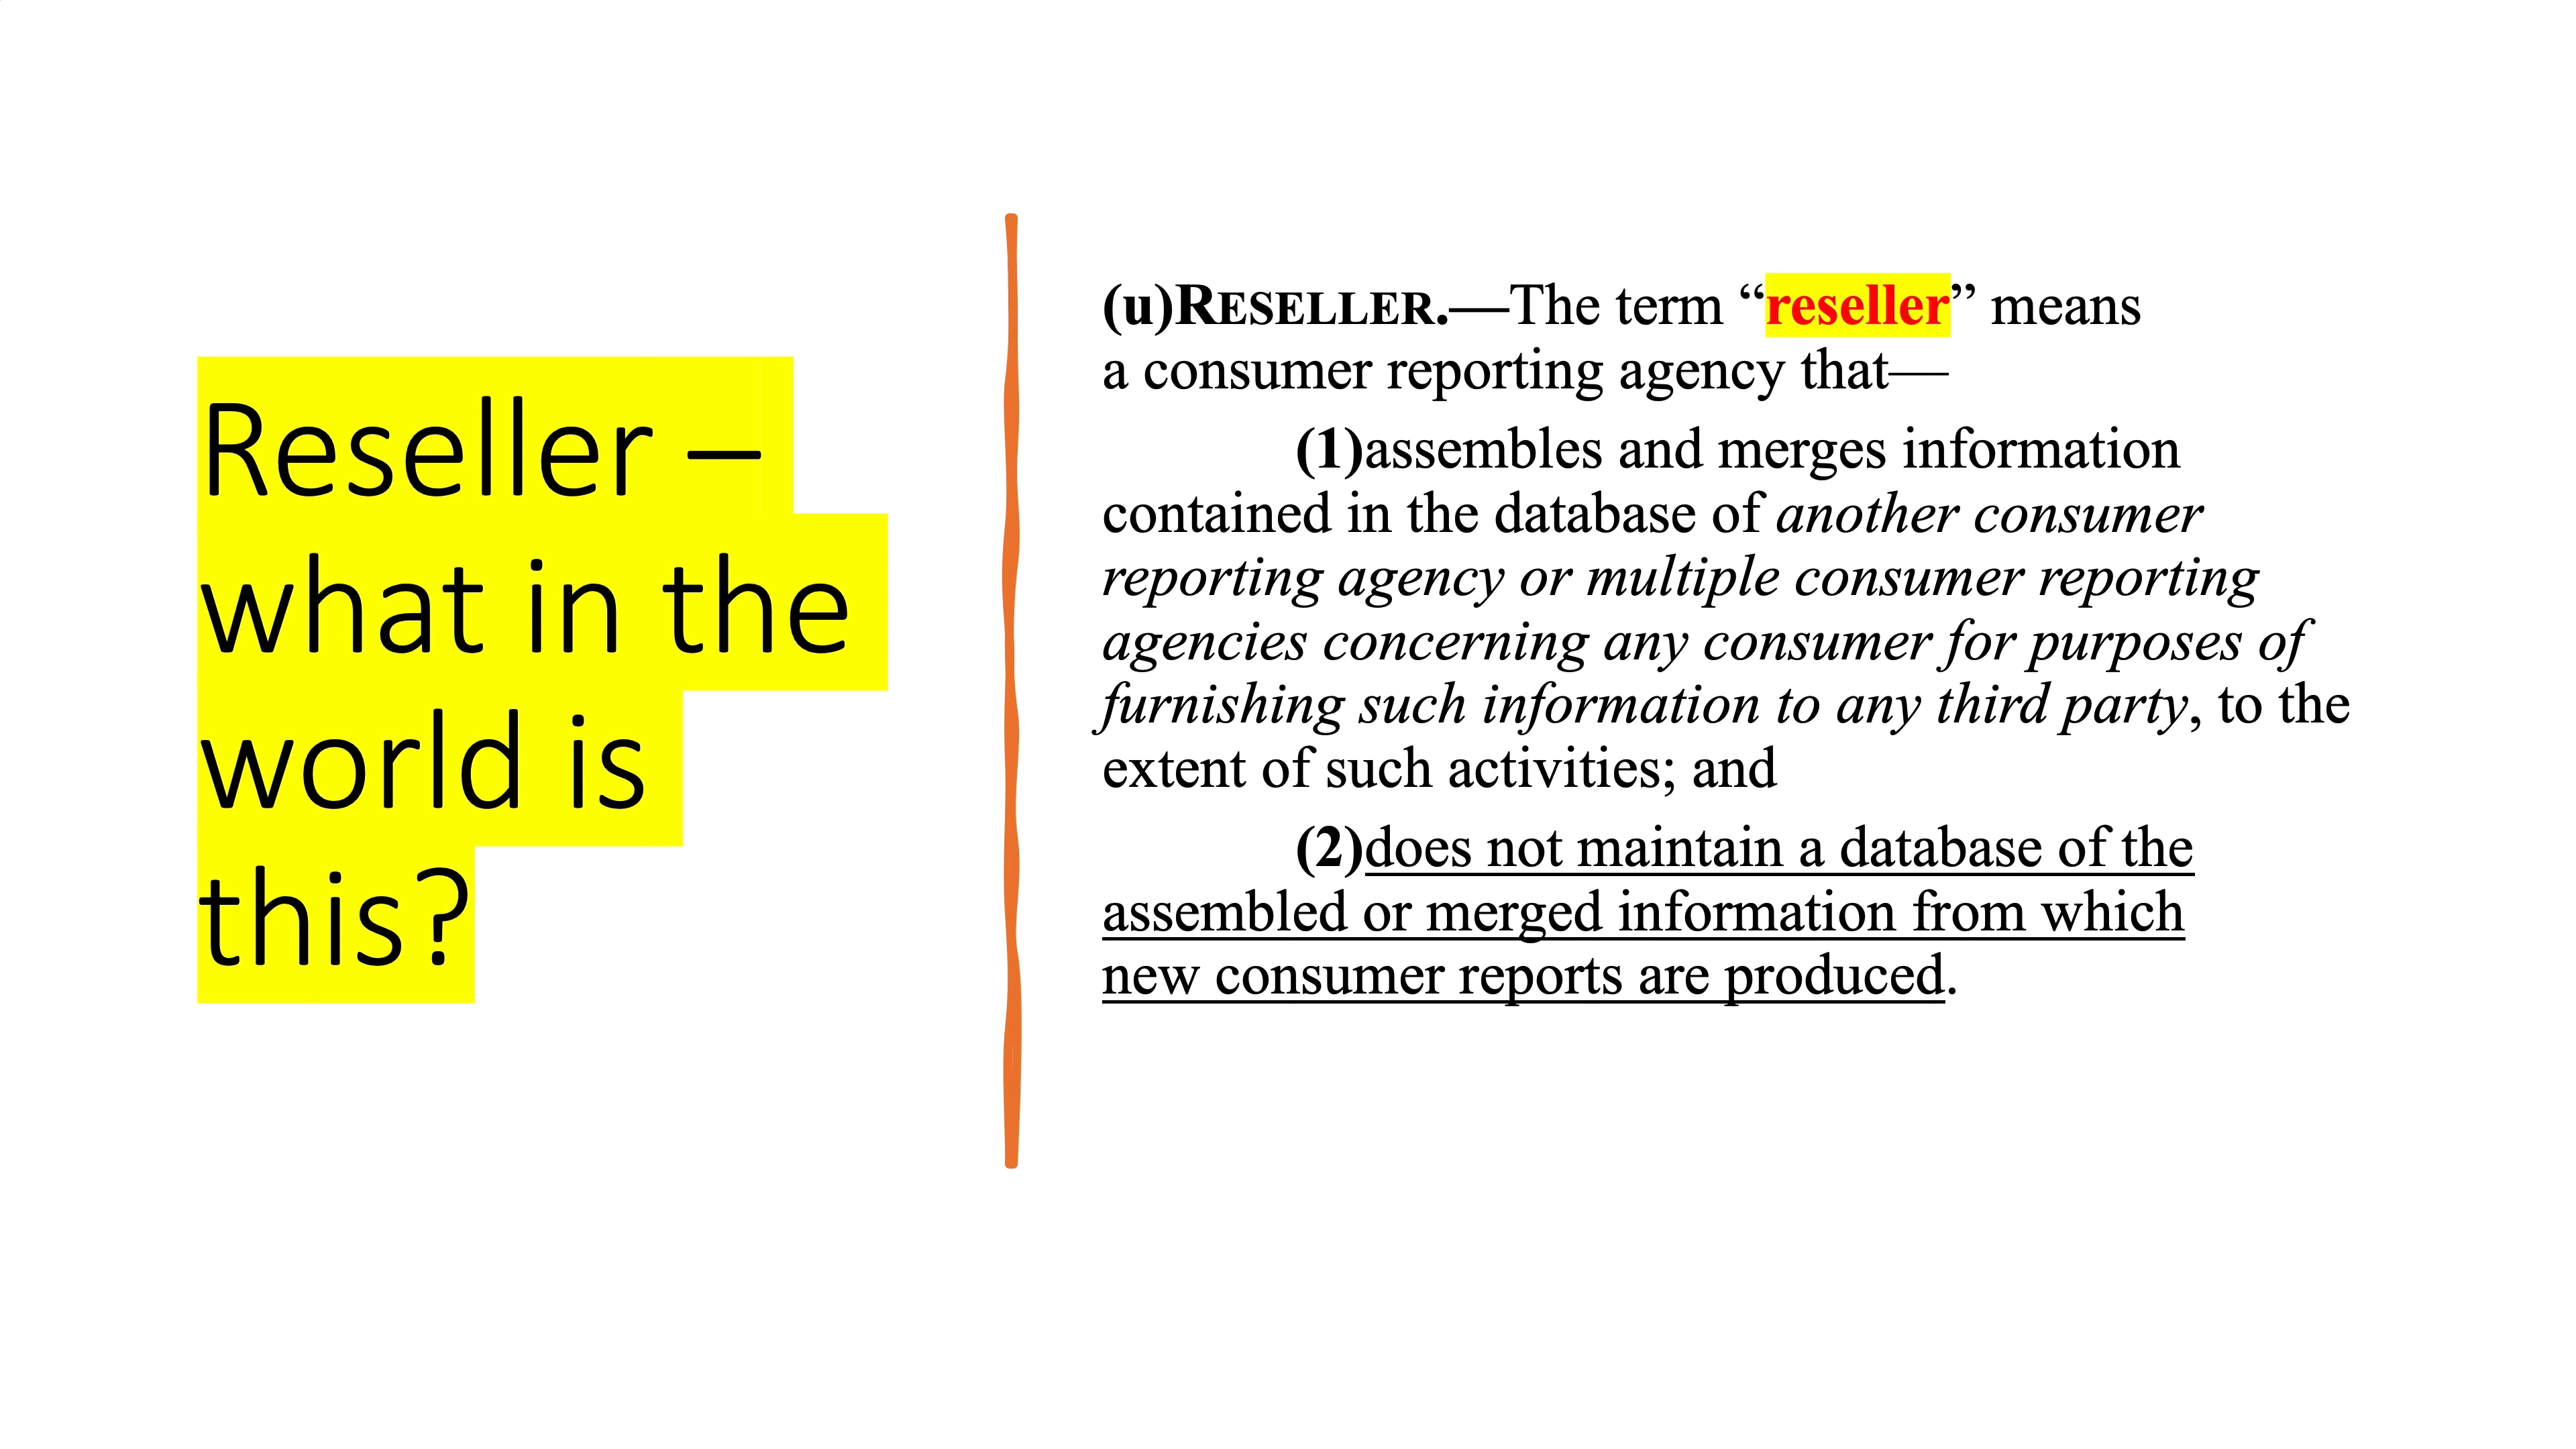 Reseller –
what in the
world is
this?
(u)RESELLER.—The term “reseller” means
a consumer reporting agency that—
(1)assembles and merges information
contained in the database of another consumer
reporting agency or multiple consumer reporting
agencies concerning any consumer for purposes of
furnishing such information to any third party, to the
extent of such activities; and
(2)does not maintain a database of the
assembled or merged information from which
new consumer reports are produced.